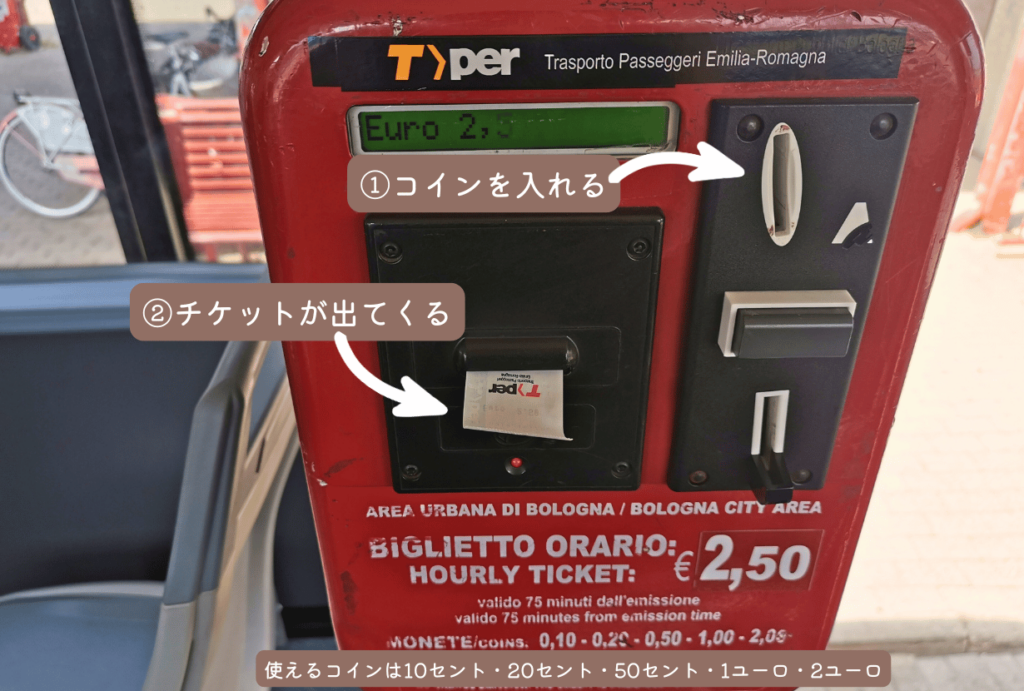 T>per Trasporto Passeggeri Emilia-Romagna
Euro 2,5
①コインを入れる
②チケットが出てくる
T>per
AREA URBANA DI BOLOGNA / BOLOGNA CITY AREA
BIGLIETTO ORARIO:
HOURLY TICKET: € 2,50
valido 75 minuti dall'emissione
valido 75 minutes from emission time
MONETE/COINS. 0,10 - 0,20 - 0,50 - 1,00 - 2,00
使えるコインは10セント・20セント・50セント・1ユーロ・2ユーロ